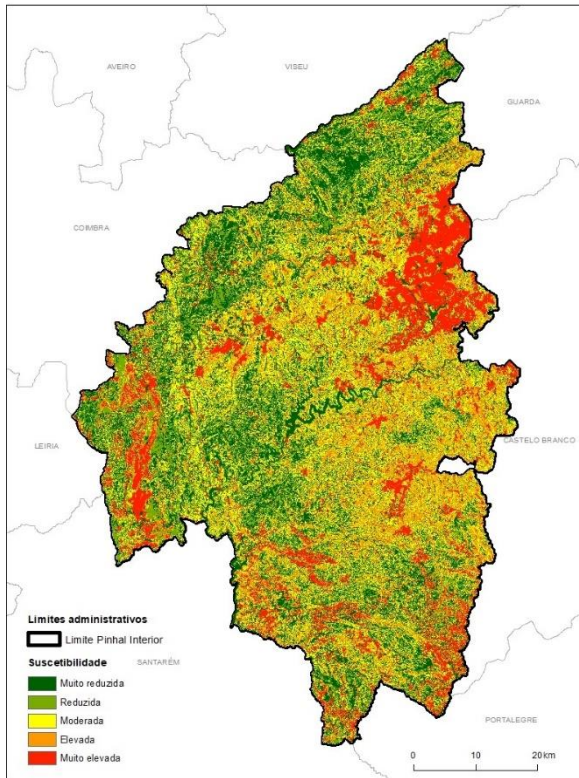 AVEIRO
VISEU
GUARDA
COIMBRA
LEIRIA
CASTELO BRANCO
Limites administrativos
Limite Pinhal Interior
Suscetibilidade
SANTARÉM
Muito reduzida
Reduzida
Moderada
Elevada
Muito elevada
PORTALEGRE
0 10 20 km